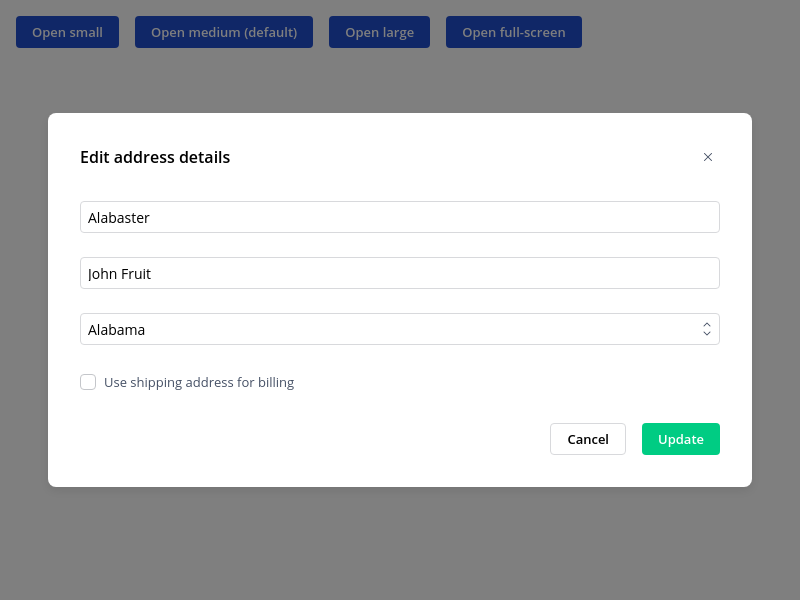 Open small Open medium (default) Open large Open full-screen
Edit address details
Alabaster
John Fruit
Alabama
Use shipping address for billing
Cancel Update